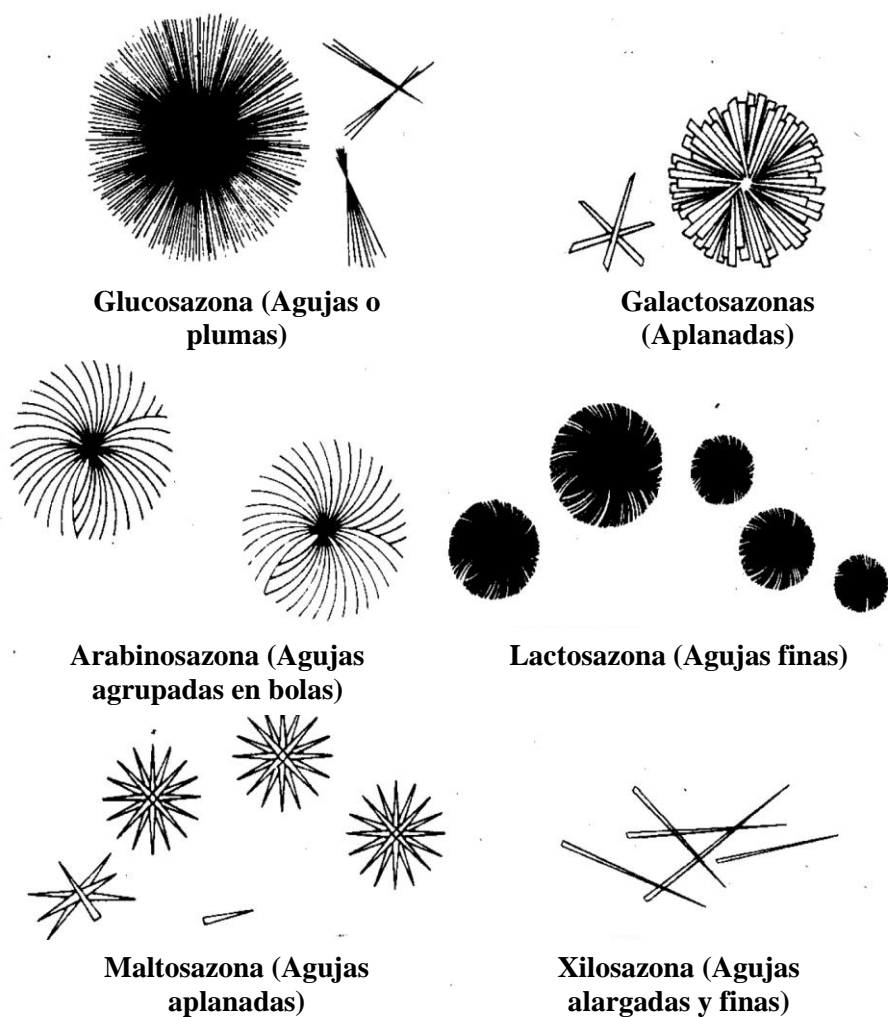 Glucosazona (Agujas o
plumas)
Galactosazonas
(Aplanadas)
Arabinosazona (Agujas
agrupadas en bolas)
Lactosazona (Agujas finas)
Maltosazona (Agujas
aplanadas)
Xilosazona (Agujas
alargadas y finas)